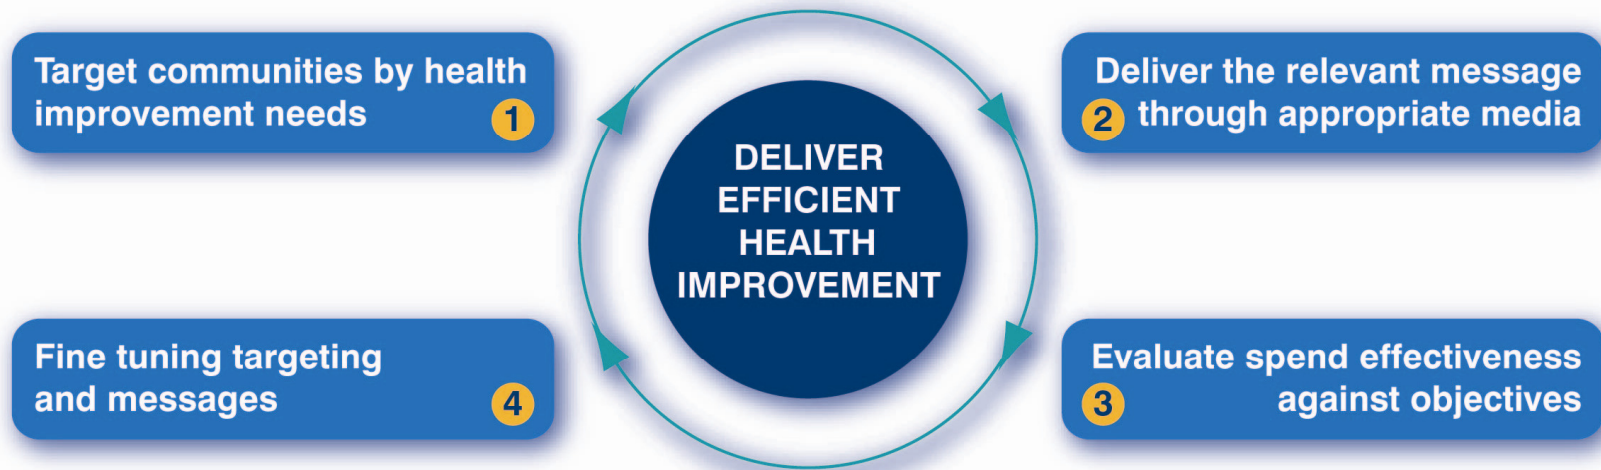 Target communities by health
improvement needs
1
Deliver the relevant message
2 through appropriate media
DELIVER
EFFICIENT
HEALTH
IMPROVEMENT
Evaluate spend effectiveness
3 against objectives
Fine tuning targeting
and messages
4